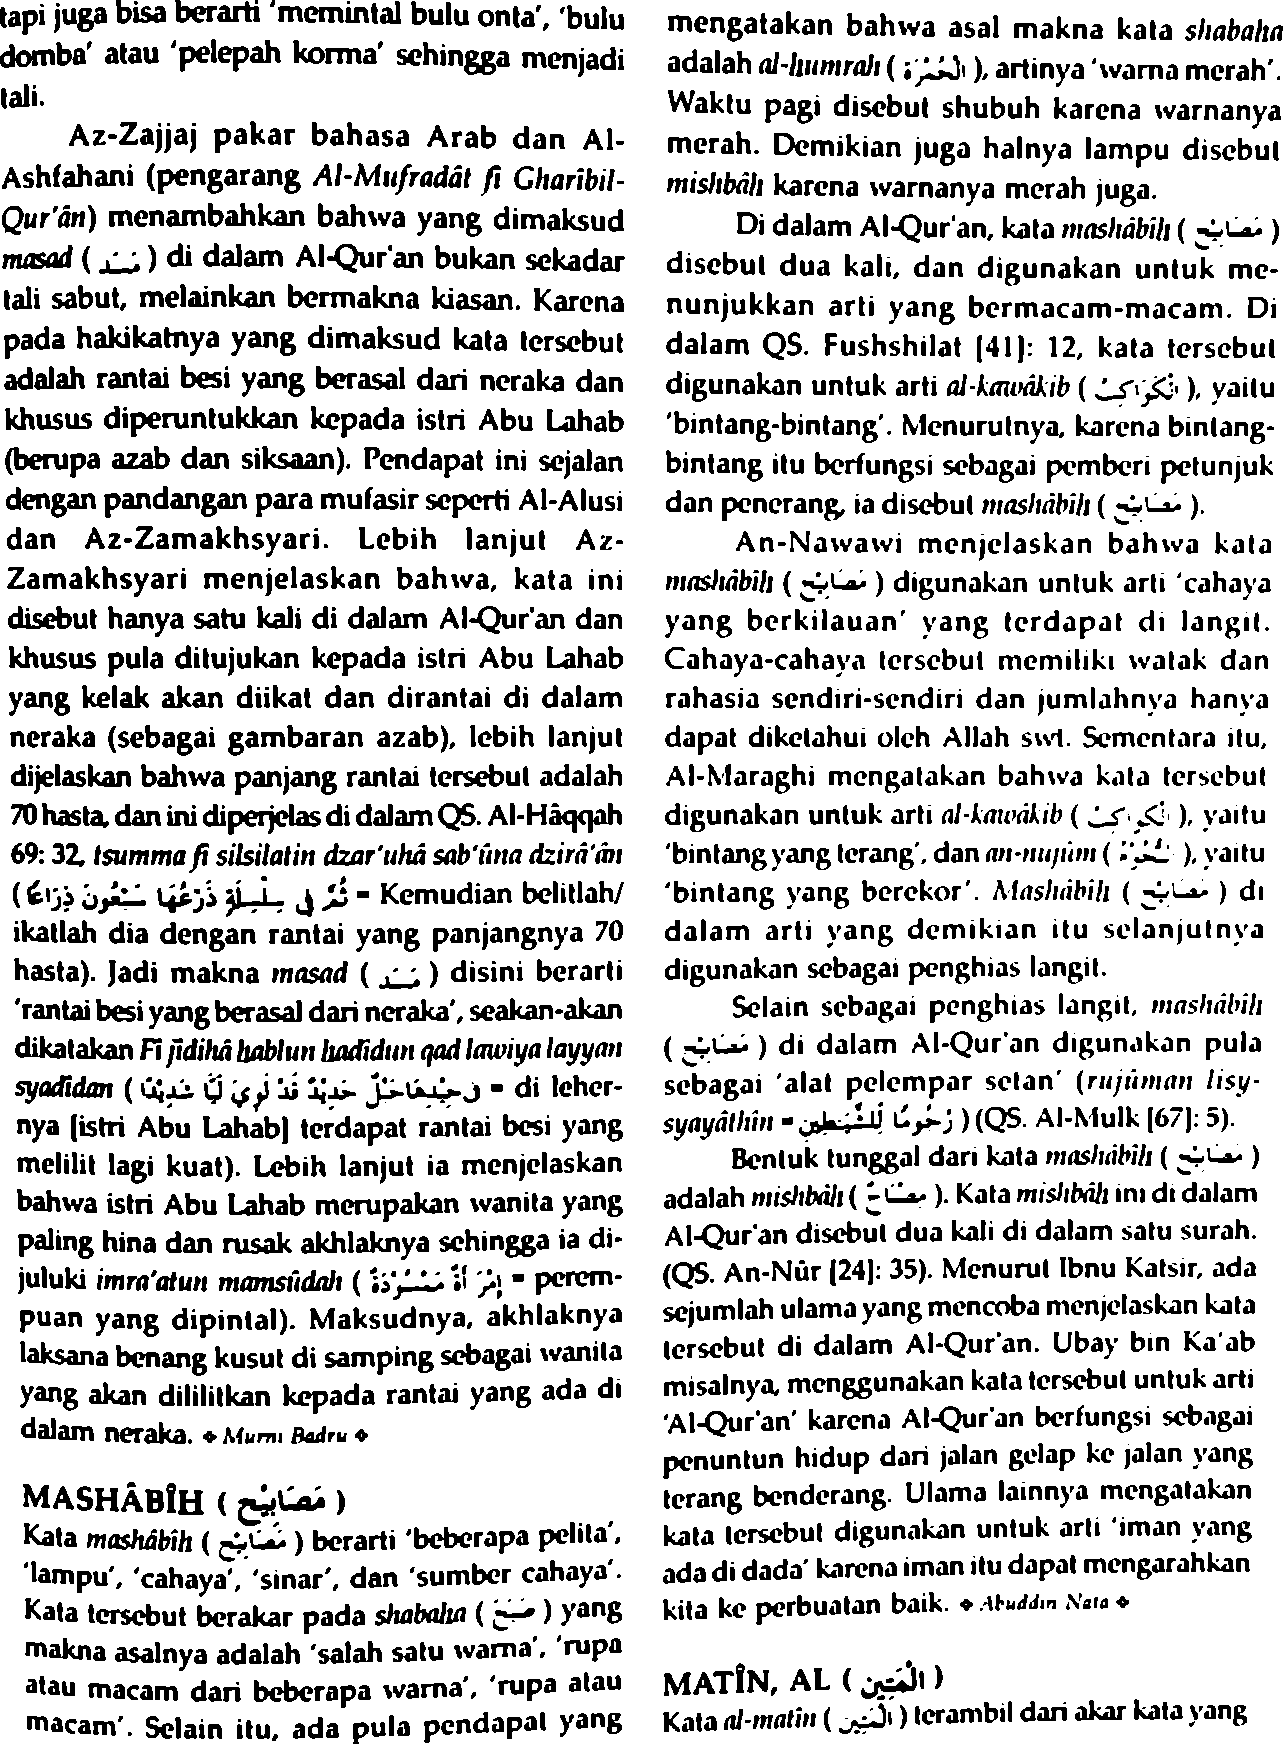 tapi juga bisa berarti 'memintal bulu onta', 'bulu
domba' atau 'pelepah korma' sehingga menjadi
tali.
Az-Zajjaj pakar bahasa Arab dan Al-
Ashfahani (pengarang Al-Mufradât fî Gharîbil-
Qur'ân) menambahkan bahwa yang dimaksud
masad ( مَسَد ) di dalam Al-Qur'an bukan sekadar
tali sabut, melainkan bermakna kiasan. Karena
pada hakikatnya yang dimaksud kata tersebut
adalah rantai besi yang berasal dari neraka dan
khusus diperuntukkan kepada istri Abu Lahab
(berupa azab dan siksaan). Pendapat ini sejalan
dengan pandangan para mufasir seperti Al-Alusi
dan Az-Zamakhsyari. Lebih lanjut Az-
Zamakhsyari menjelaskan bahwa, kata ini
disebut hanya satu kali di dalam Al-Qur'an dan
khusus pula ditujukan kepada istri Abu Lahab
yang kelak akan diikat dan dirantai di dalam
neraka (sebagai gambaran azab), lebih lanjut
dijelaskan bahwa panjang rantai tersebut adalah
70 hasta, dan ini diperjelas di dalam QS. Al-Hâqqah
69: 32, tsumma fî silsilatin dzar'uhâ sab'ûna dzirâ'ân
( ثُمَّ فِي سِلْسِلَةٍ ذَرْعُهَا سَبْعُونَ ذِرَاعًا = Kemudian belitlah/
ikatlah dia dengan rantai yang panjangnya 70
hasta). Jadi makna masad ( مَسَد ) disini berarti
'rantai besi yang berasal dari neraka', seakan-akan
dikatakan Fî jîdihâ hablun hadîdun qad lawiya layyan
syadîdan ( فِي جِيْدِهَا حَبْلٌ حَدِيْدٌ قَدْ لَوِيَ لَيًّا شَدِيْدًا = di leher-
nya [istri Abu Lahab] terdapat rantai besi yang
melilit lagi kuat). Lebih lanjut ia menjelaskan
bahwa istri Abu Lahab merupakan wanita yang
paling hina dan rusak akhlaknya sehingga ia di-
juluki imra'atun mamsûdah ( اِمْرَأَةٌ مَمْسُوْدَةٌ = perem-
puan yang dipintal). Maksudnya, akhlaknya
laksana benang kusut di samping sebagai wanita
yang akan dililitkan kepada rantai yang ada di
dalam neraka. ❖ Murni Badru ❖
MASHÂBÎH ( مَصَابِيْح )
Kata mashâbîh ( مَصَابِيْح ) berarti 'beberapa pelita',
'lampu', 'cahaya', 'sinar', dan 'sumber cahaya'.
Kata tersebut berakar pada shabaha ( صَبَحَ ) yang
makna asalnya adalah 'salah satu warna', 'rupa
atau macam dari beberapa warna', 'rupa atau
macam'. Selain itu, ada pula pendapat yang
mengatakan bahwa asal makna kata shabaha
adalah al-humrah ( الْحُمْرَة ), artinya 'warna merah'.
Waktu pagi disebut shubuh karena warnanya
merah. Demikian juga halnya lampu disebut
mishbâh karena warnanya merah juga.
Di dalam Al-Qur'an, kata mashâbîh ( مَصَابِيْح )
disebut dua kali, dan digunakan untuk me-
nunjukkan arti yang bermacam-macam. Di
dalam QS. Fushshilat [41]: 12, kata tersebut
digunakan untuk arti al-kawâkib ( الْكَوَاكِبُ ), yaitu
'bintang-bintang'. Menurutnya, karena bintang-
bintang itu berfungsi sebagai pemberi petunjuk
dan penerang, ia disebut mashâbîh ( مَصَابِيْح ).
An-Nawawi menjelaskan bahwa kata
mashâbîh ( مَصَابِيْح ) digunakan untuk arti 'cahaya
yang berkilauan' yang terdapat di langit.
Cahaya-cahaya tersebut memiliki watak dan
rahasia sendiri-sendiri dan jumlahnya hanya
dapat diketahui oleh Allah swt. Sementara itu,
Al-Maraghi mengatakan bahwa kata tersebut
digunakan untuk arti al-kawâkib ( الْكَوَاكِبُ ), yaitu
'bintang yang terang', dan an-nujûm ( ), yaitu
'bintang yang berekor'. Mashâbîh ( مَصَابِيْح ) di
dalam arti yang demikian itu selanjutnya
digunakan sebagai penghias langit.
Selain sebagai penghias langit, mashâbîh
( مَصَابِيْح ) di dalam Al-Qur'an digunakan pula
sebagai 'alat pelempar setan' (rujûman lisy-
syayâthîn = رُجُومًا لِلشَّيَاطِينِ ) (QS. Al-Mulk [67]: 5).
Bentuk tunggal dari kata mashâbîh ( مَصَابِيْح )
adalah mishbâh ( مِصْبَاح ). Kata mishbâh ini di dalam
Al-Qur'an disebut dua kali di dalam satu surah.
(QS. An-Nûr [24]: 35). Menurut Ibnu Katsir, ada
sejumlah ulama yang mencoba menjelaskan kata
tersebut di dalam Al-Qur'an. Ubay bin Ka'ab
misalnya, menggunakan kata tersebut untuk arti
'Al-Qur'an' karena Al-Qur'an berfungsi sebagai
penuntun hidup dari jalan gelap ke jalan yang
terang benderang. Ulama lainnya mengatakan
kata tersebut digunakan untuk arti 'iman yang
ada di dada' karena iman itu dapat mengarahkan
kita ke perbuatan baik. ❖ Abuddin Nata ❖
MATÎN, AL ( الْمَتِيْن )
Kata al-matîn ( الْمَتِيْن ) terambil dari akar kata yang